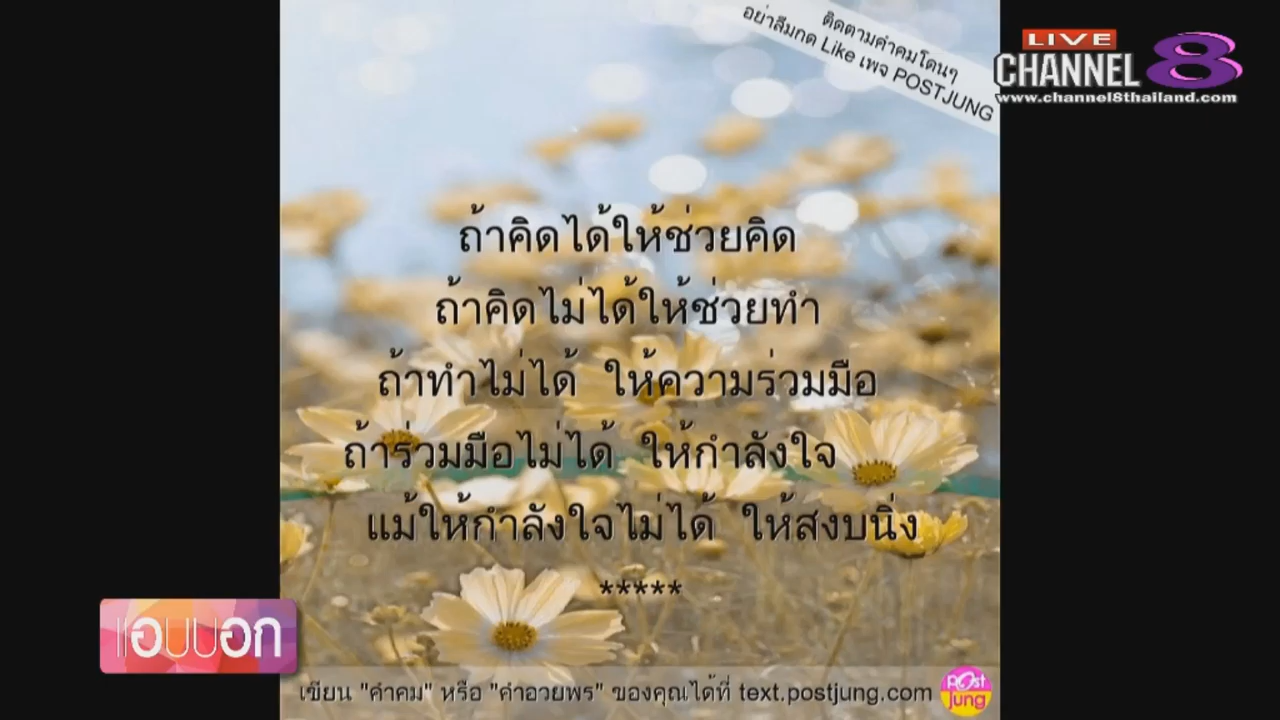 ติดตามคำคมโดนๆ
อย่าลืมกด Like เพจ POSTJUNG
LIVE
CHANNEL 8
www.channel8thailand.com
ถ้าคิดได้ให้ช่วยคิด
ถ้าคิดไม่ได้ให้ช่วยทำ
ถ้าทำไม่ได้ ให้ความร่วมมือ
ถ้าร่วมมือไม่ได้ ให้กำลังใจ
แม้ให้กำลังใจไม่ได้ ให้สงบนิ่ง
*****
แอบบอก
เขียน "คำคม" หรือ "คำอวยพร" ของคุณได้ที่ text.postjung.com
post
jung